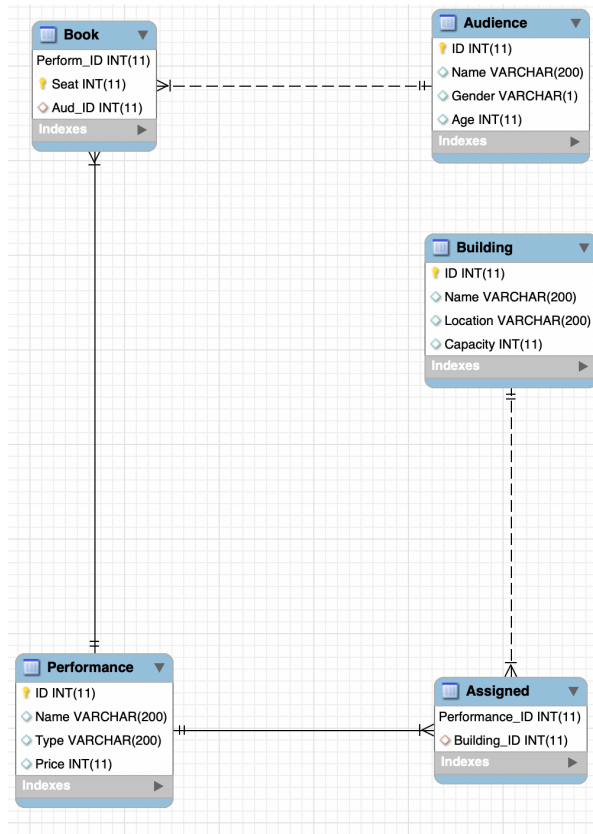 Book
Perform_ID INT(11)
Seat INT(11)
Aud_ID INT(11)
Indexes
Audience
ID INT(11)
Name VARCHAR(200)
Gender VARCHAR(1)
Age INT(11)
Indexes
Building
ID INT(11)
Name VARCHAR(200)
Location VARCHAR(200)
Capacity INT(11)
Indexes
Performance
ID INT(11)
Name VARCHAR(200)
Type VARCHAR(200)
Price INT(11)
Indexes
Assigned
Performance_ID INT(11)
Building_ID INT(11)
Indexes